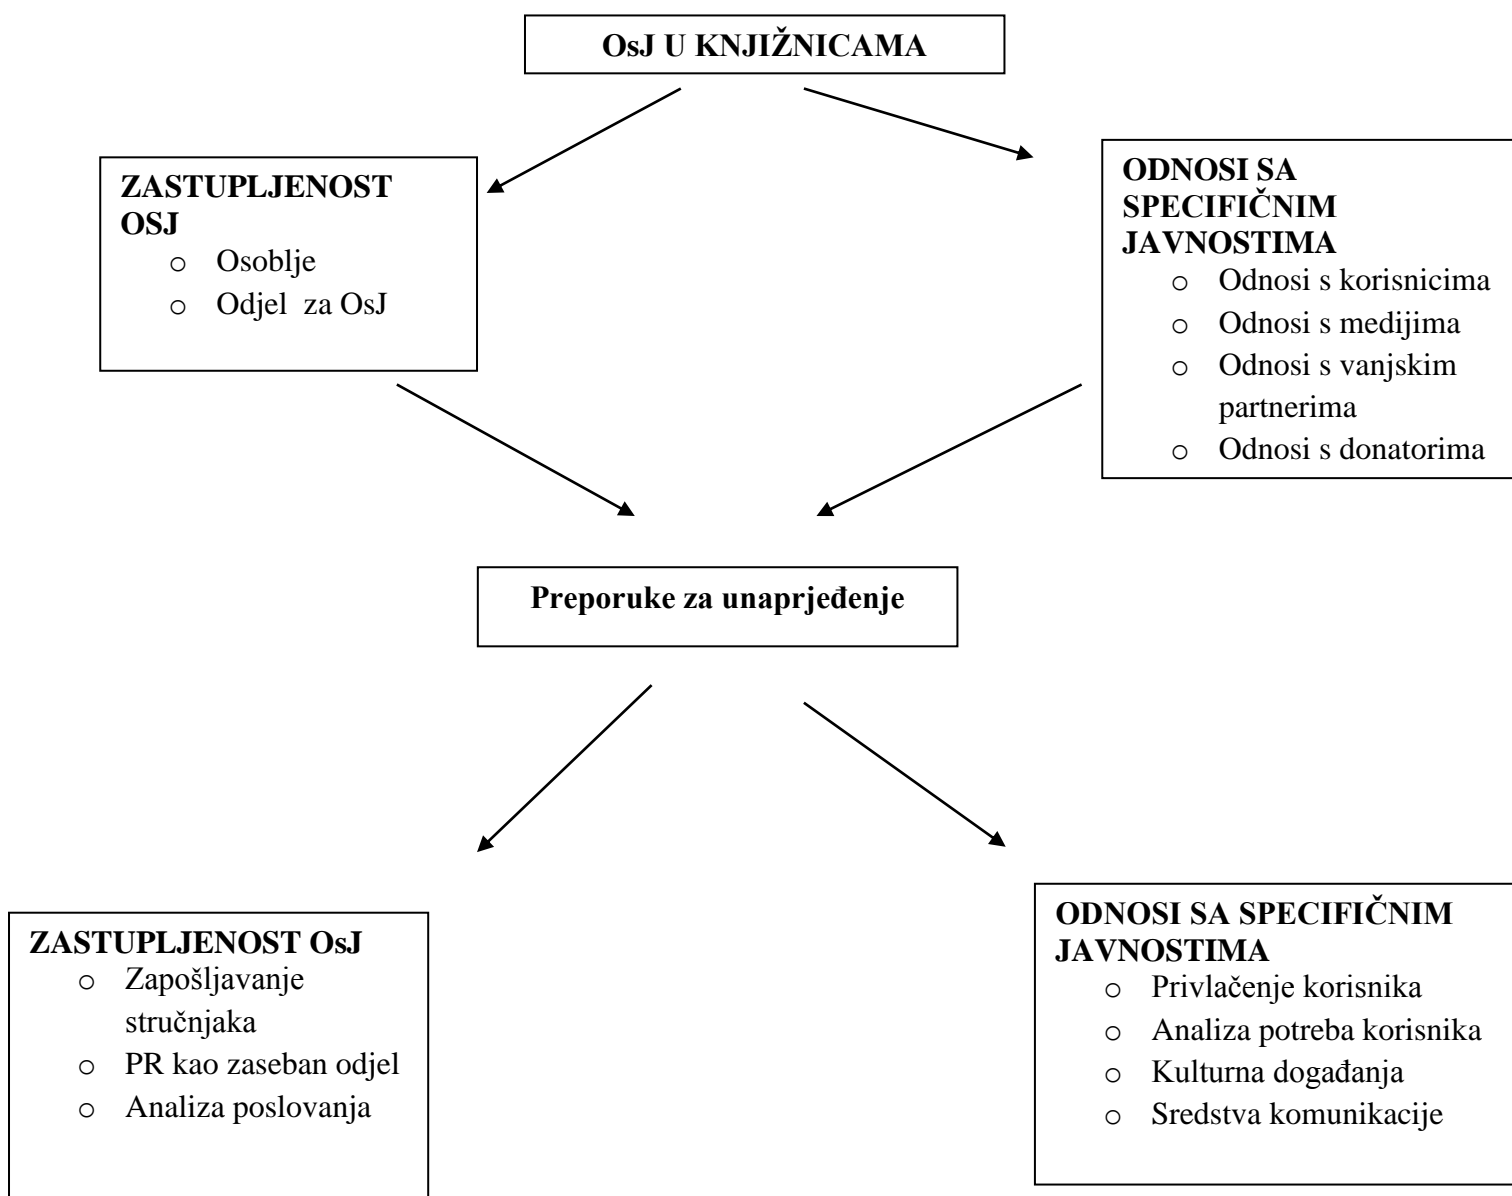 OsJ U KNJIŽNICAMA
ZASTUPLJENOST
OSJ
o Osoblje
o Odjel za OsJ
ODNOSI SA
SPECIFIČNIM
JAVNOSTIMA
o Odnosi s korisnicima
o Odnosi s medijima
o Odnosi s vanjskim
partnerima
o Odnosi s donatorima
Preporuke za unaprjeđenje
ZASTUPLJENOST OsJ
o Zapošljavanje
stručnjaka
o PR kao zaseban odjel
o Analiza poslovanja
ODNOSI SA SPECIFIČNIM
JAVNOSTIMA
o Privlačenje korisnika
o Analiza potreba korisnika
o Kulturna događanja
o Sredstva komunikacije